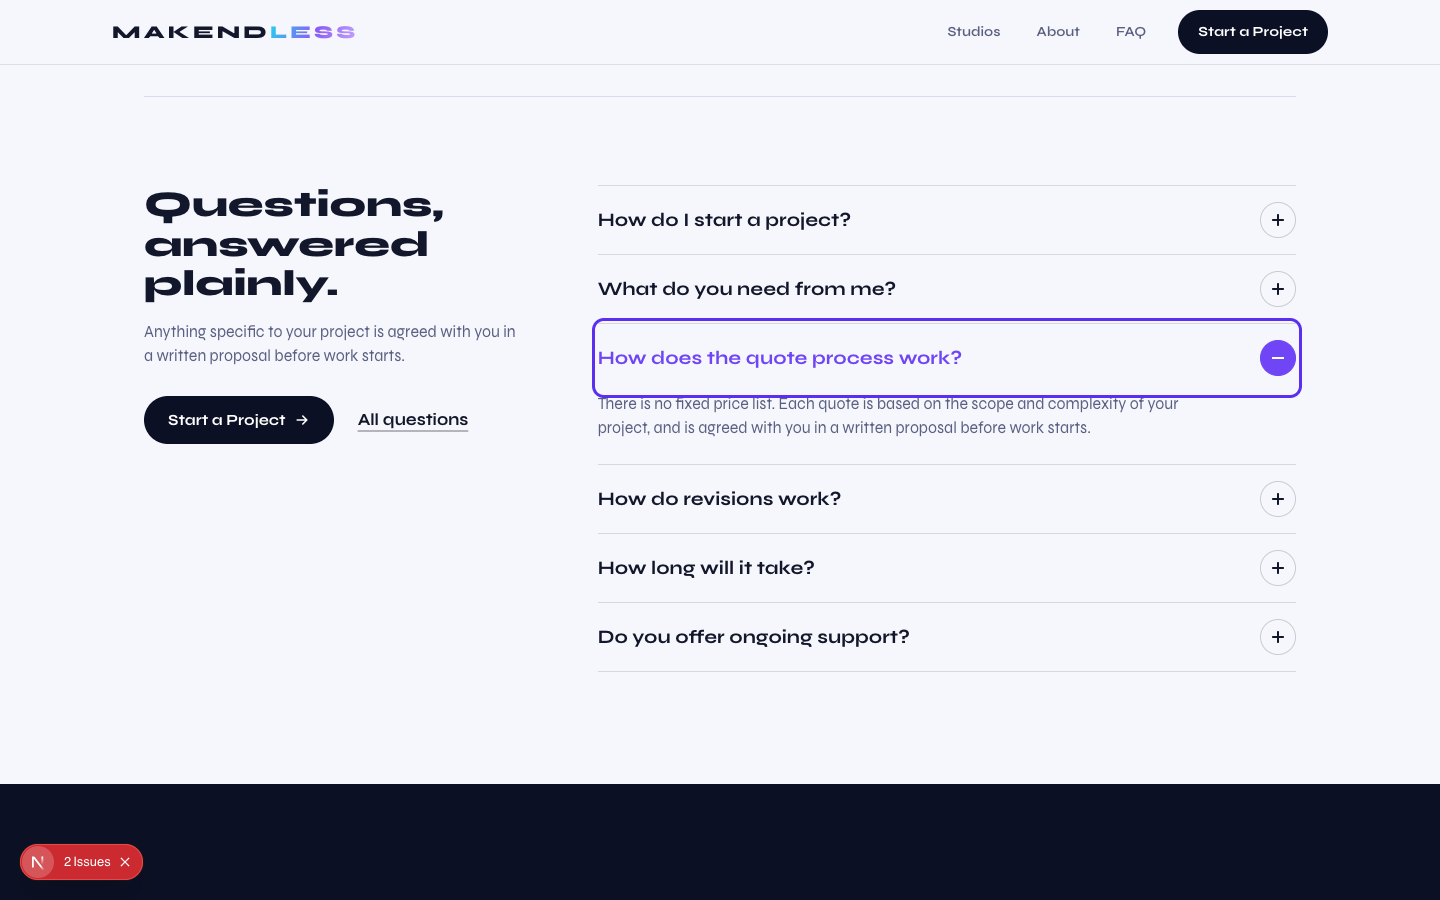 MAKENDLESS
Studios
About
FAQ
Start a Project
Questions,
answered
plainly.
Anything specific to your project is agreed with you in
a written proposal before work starts.
Start a Project →
All questions
How do I start a project?
What do you need from me?
How does the quote process work?
There is no fixed price list. Each quote is based on the scope and complexity of your
project, and is agreed with you in a written proposal before work starts.
How do revisions work?
How long will it take?
Do you offer ongoing support?
N
2 Issues